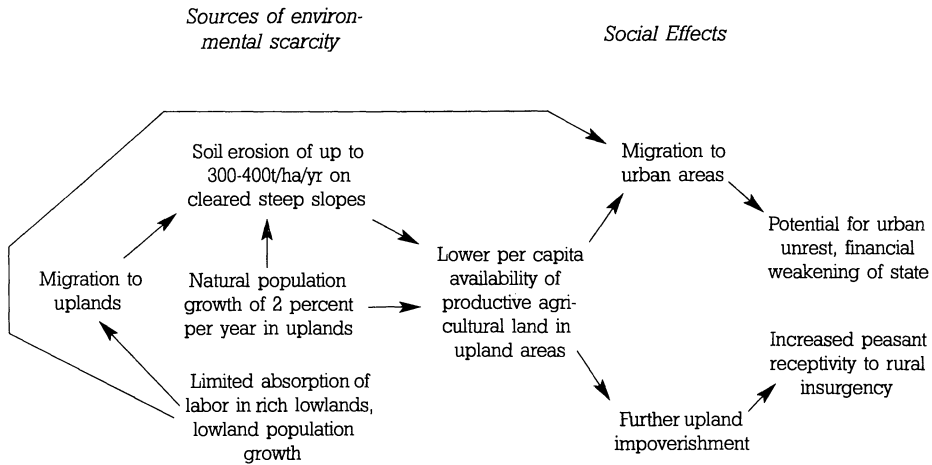 Sources of environ-
mental scarcity
Social Effects
Soil erosion of up to
300-400t/ha/yr on
cleared steep slopes
Migration to
urban areas
Potential for urban
unrest, financial
weakening of state
Migration to
uplands
Natural population
growth of 2 percent
per year in uplands
Lower per capita
availability of
productive agri-
cultural land in
upland areas
Increased peasant
receptivity to rural
insurgency
Limited absorption of
labor in rich lowlands,
lowland population
growth
Further upland
impoverishment